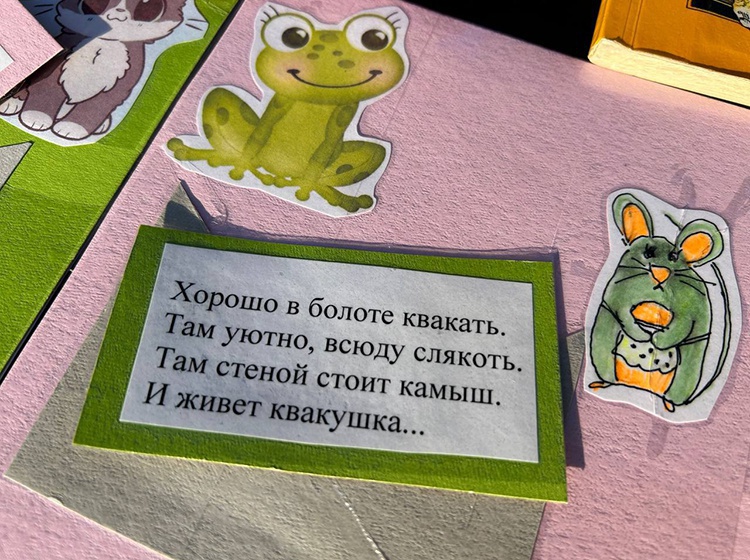 Хорошо в болоте квакать.
Там уютно, всюду слякоть.
Там стеной стоит камыш.
И живет квакушка...